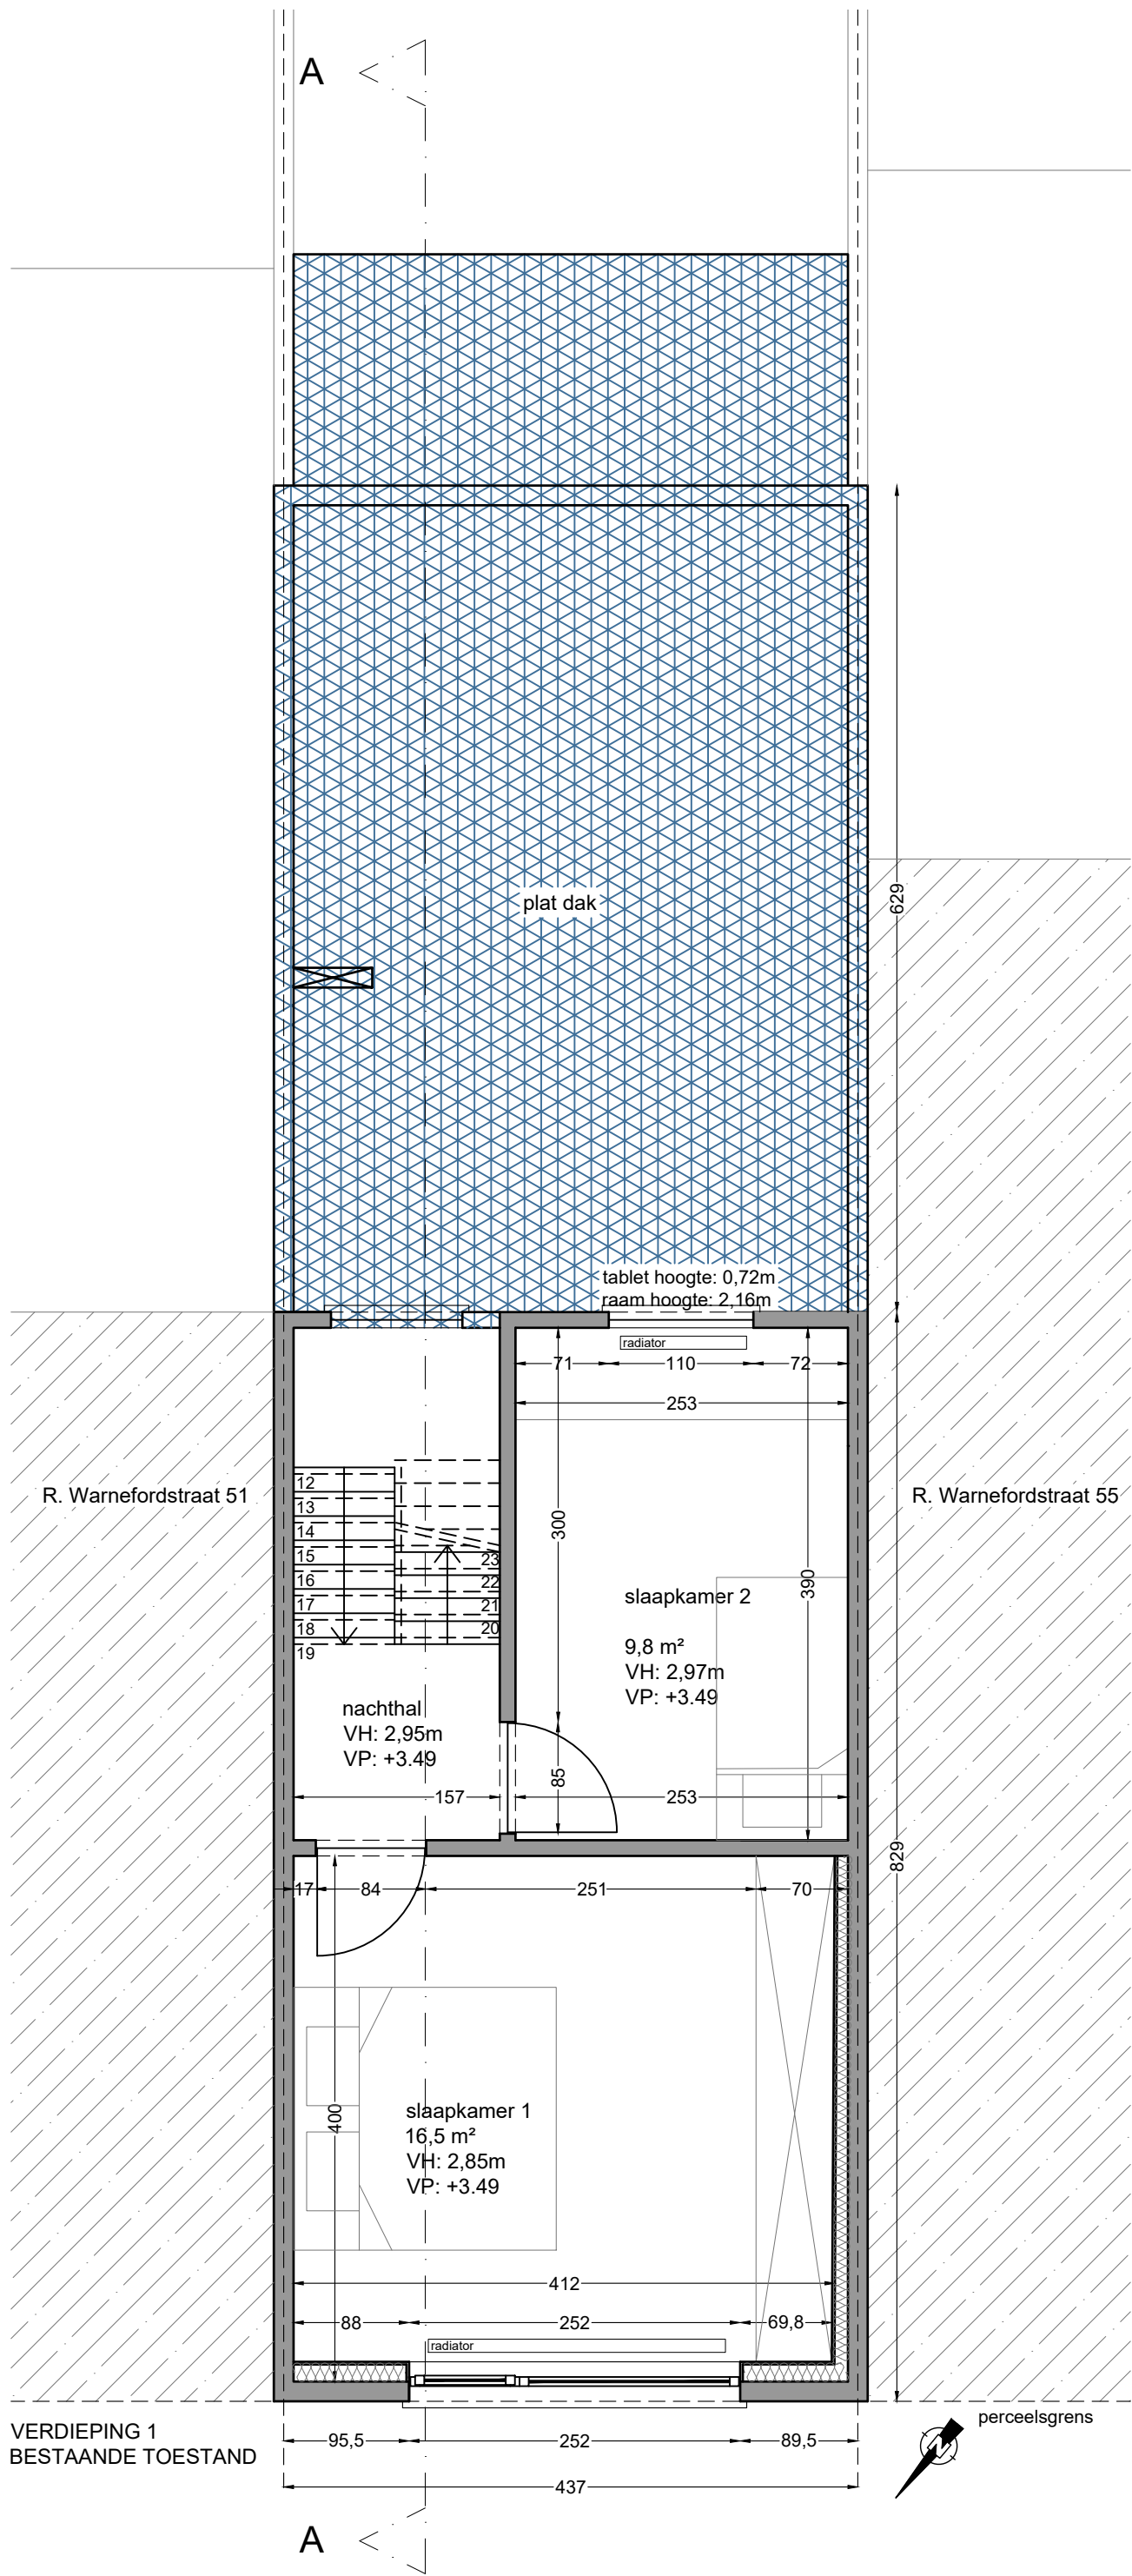 A
plat dak
629
tablet hoogte: 0,72m
raam hoogte: 2,16m
radiator
71
110
72
253
12
13
14
15
16
17
18
19
23
22
21
20
300
390
R. Warnefordstraat 51
R. Warnefordstraat 55
slaapkamer 2
9,8 m²
VH: 2,97m
VP: +3.49
nachthal
VH: 2,95m
VP: +3.49
85
157
253
829
17
84
251
70
400
slaapkamer 1
16,5 m²
VH: 2,85m
VP: +3.49
412
88
252
69,8
radiator
perceelsgrens
VERDIEPING 1
BESTAANDE TOESTAND
95,5
252
89,5
N
437
A